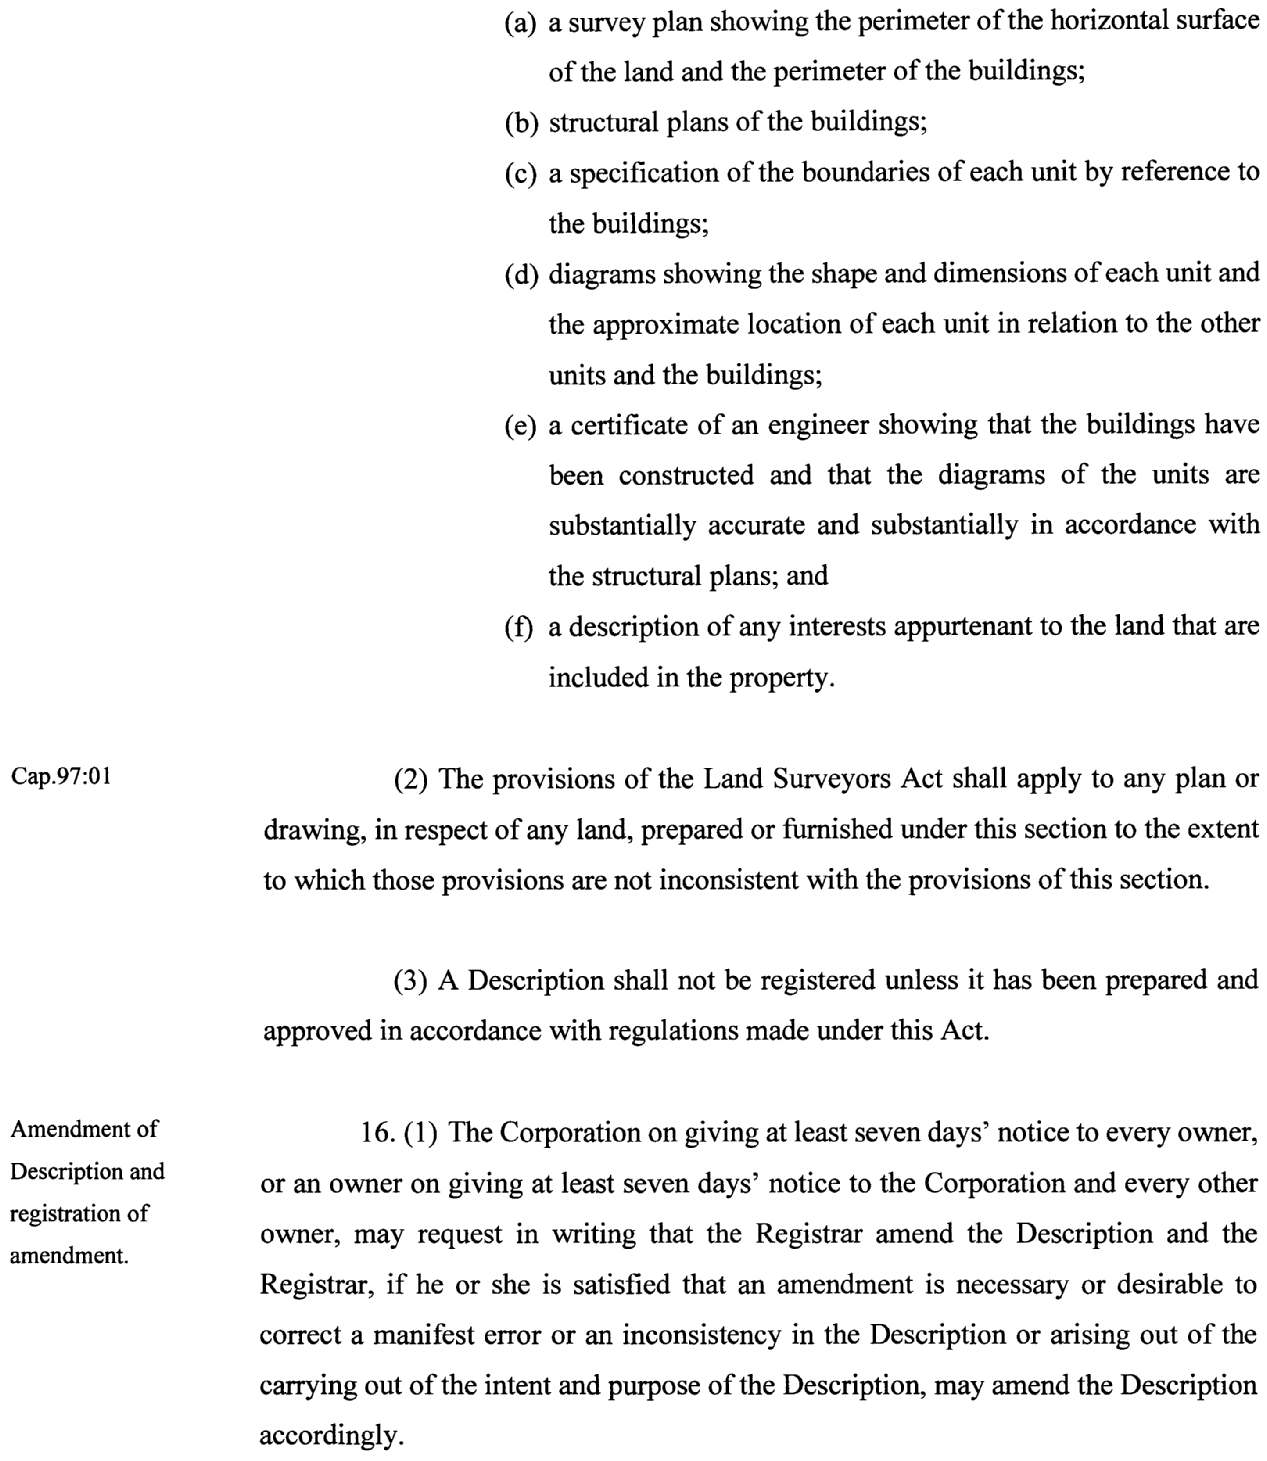 (a) a survey plan showing the perimeter of the horizontal surface
of the land and the perimeter of the buildings;
(b) structural plans of the buildings;
(c) a specification of the boundaries of each unit by reference to
the buildings;
(d) diagrams showing the shape and dimensions of each unit and
the approximate location of each unit in relation to the other
units and the buildings;
(e) a certificate of an engineer showing that the buildings have
been constructed and that the diagrams of the units are
substantially accurate and substantially in accordance with
the structural plans; and
(f) a description of any interests appurtenant to the land that are
included in the property.
Cap.97:01
(2) The provisions of the Land Surveyors Act shall apply to any plan or
drawing, in respect of any land, prepared or furnished under this section to the extent
to which those provisions are not inconsistent with the provisions of this section.
(3) A Description shall not be registered unless it has been prepared and
approved in accordance with regulations made under this Act.
Amendment of
Description and
registration of
amendment.
16. (1) The Corporation on giving at least seven days’ notice to every owner,
or an owner on giving at least seven days’ notice to the Corporation and every other
owner, may request in writing that the Registrar amend the Description and the
Registrar, if he or she is satisfied that an amendment is necessary or desirable to
correct a manifest error or an inconsistency in the Description or arising out of the
carrying out of the intent and purpose of the Description, may amend the Description
accordingly.